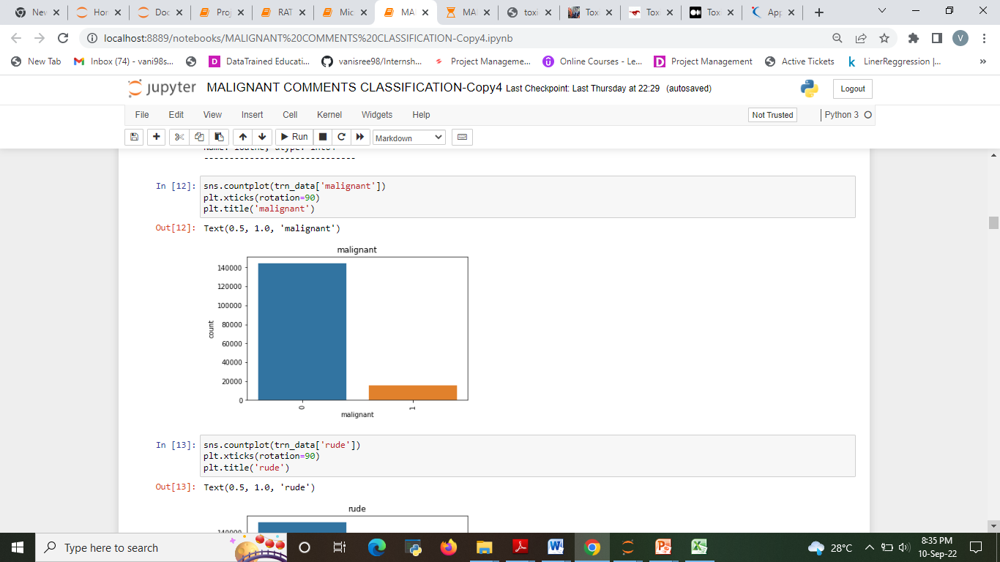 New
Hor
Doc
Proj
RAT
Mic
MAL
MAL
toxi
Toxi
Toxi
Toxi
App
localhost:8889/notebooks/MALIGNANT%20COMMENTS%20CLASSIFICATION-Copy4.ipynb
V
New Tab
Inbox (74) - vani98s...
DataTrained Educati...
vanisree98/Internsh...
Project Manageme...
Online Courses - Le...
Project Management
Active Tickets
LinerReggression |...
»
jupyter MALIGNANT COMMENTS CLASSIFICATION-Copy4 Last Checkpoint: Last Thursday at 22:29 (autosaved)
Logout
File Edit View Insert Cell Kernel Widgets Help
Not Trusted
Python 3
Run
Markdown
------------------------------
In [12]: sns.countplot(trn_data['malignant'])
plt.xticks(rotation=90)
plt.title('malignant')
Out[12]: Text(0.5, 1.0, 'malignant')
malignant
140000
120000
100000
80000
60000
40000
20000
0
count
0
1
malignant
In [13]: sns.countplot(trn_data['rude'])
plt.xticks(rotation=90)
plt.title('rude')
Out[13]: Text(0.5, 1.0, 'rude')
rude
140000
Type here to search
28°C
8:35 PM
10-Sep-22